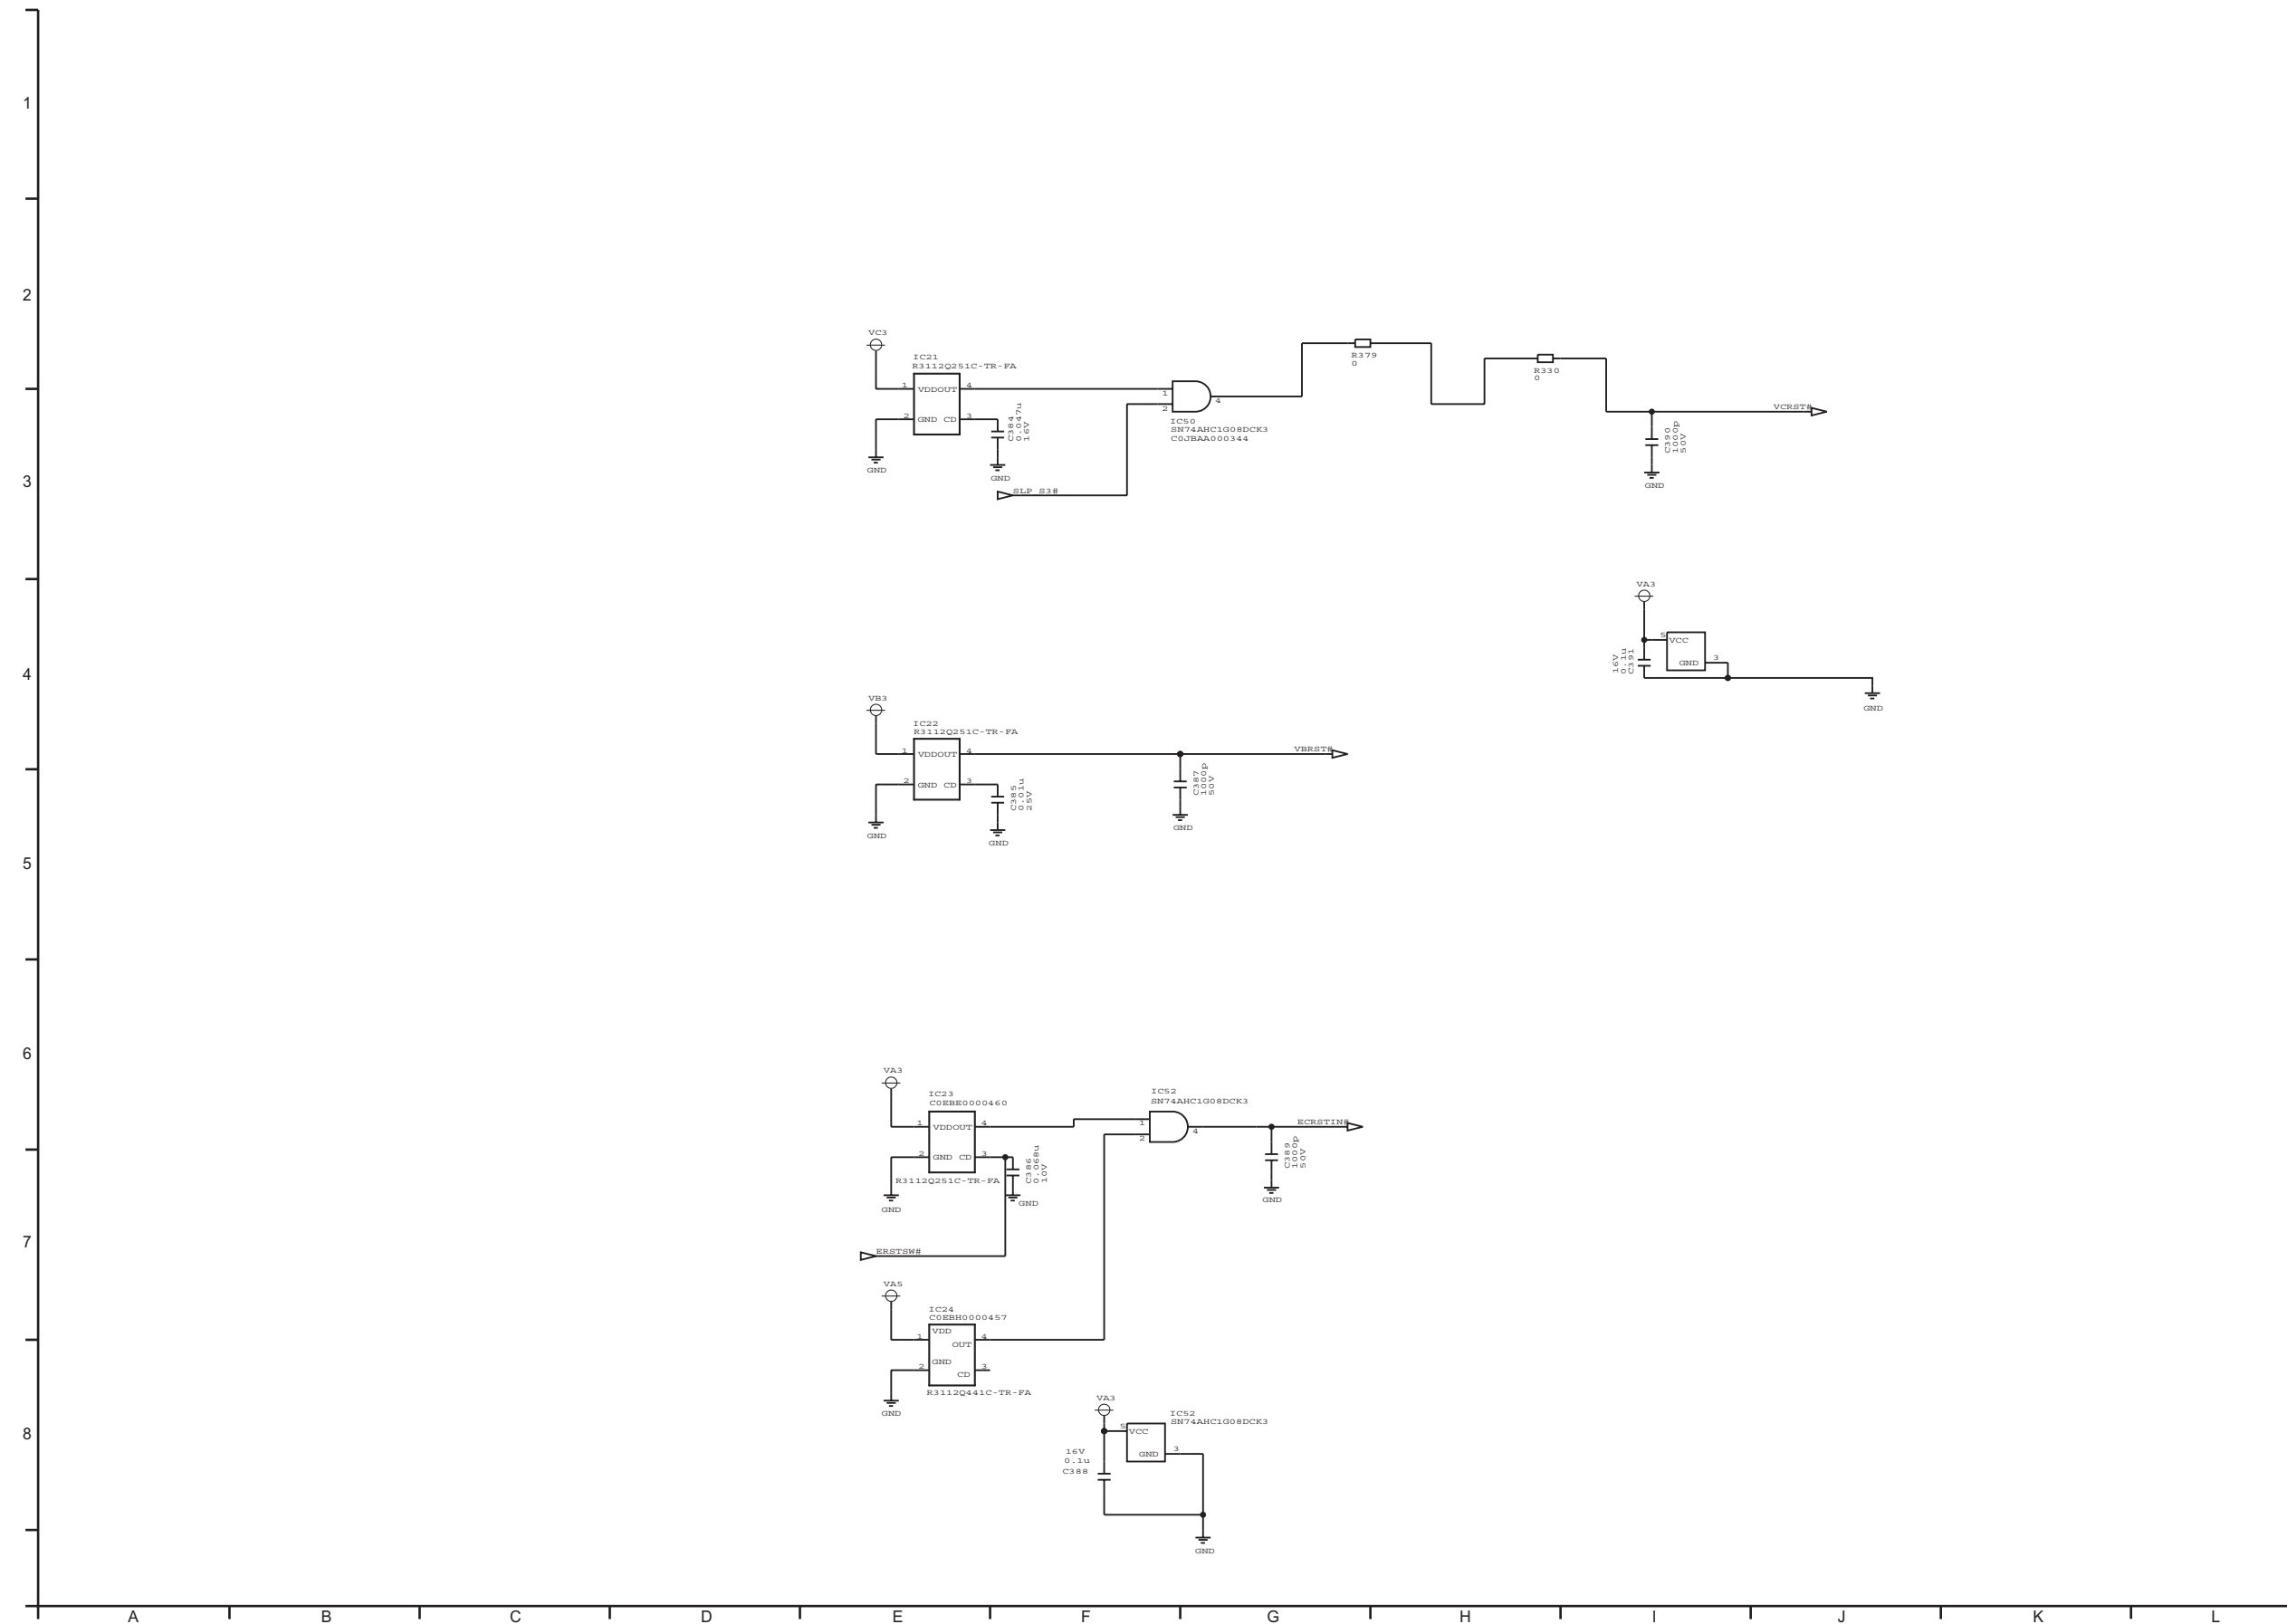 1
2
VC3
IC21
R3112Q251C-TR-FA
1
VDDOUT
4
2
GND CD
3
C384
0.047u
16V
GND
GND
SLP_S3#
1
2
4
IC50
SN74AHC1G08DCK3
C0JBAA000344
R379
0
R330
0
VCRST#
C390
1000p
50V
GND
3
VA3
5
VCC
GND
3
16V
0.1u
C391
GND
4
VB3
IC22
R3112Q251C-TR-FA
1
VDDOUT
4
2
GND CD
3
C385
0.01u
25V
GND
GND
VBRST#
C387
1000p
50V
GND
5
6
VA3
IC23
C0EBE0000460
1
VDDOUT
4
2
GND CD
3
R3112Q251C-TR-FA
C386
0.068u
10V
GND
GND
IC52
SN74AHC1G08DCK3
1
2
4
ECRSTIN#
C389
1000p
50V
GND
7
ERSTSW#
VA5
IC24
C0EBH0000457
1
VDD
OUT
4
2
GND
CD
3
R3112Q441C-TR-FA
GND
8
VA3
IC52
SN74AHC1G08DCK3
5
VCC
GND
3
16V
0.1u
C388
GND
A B C D E F G H I J K L